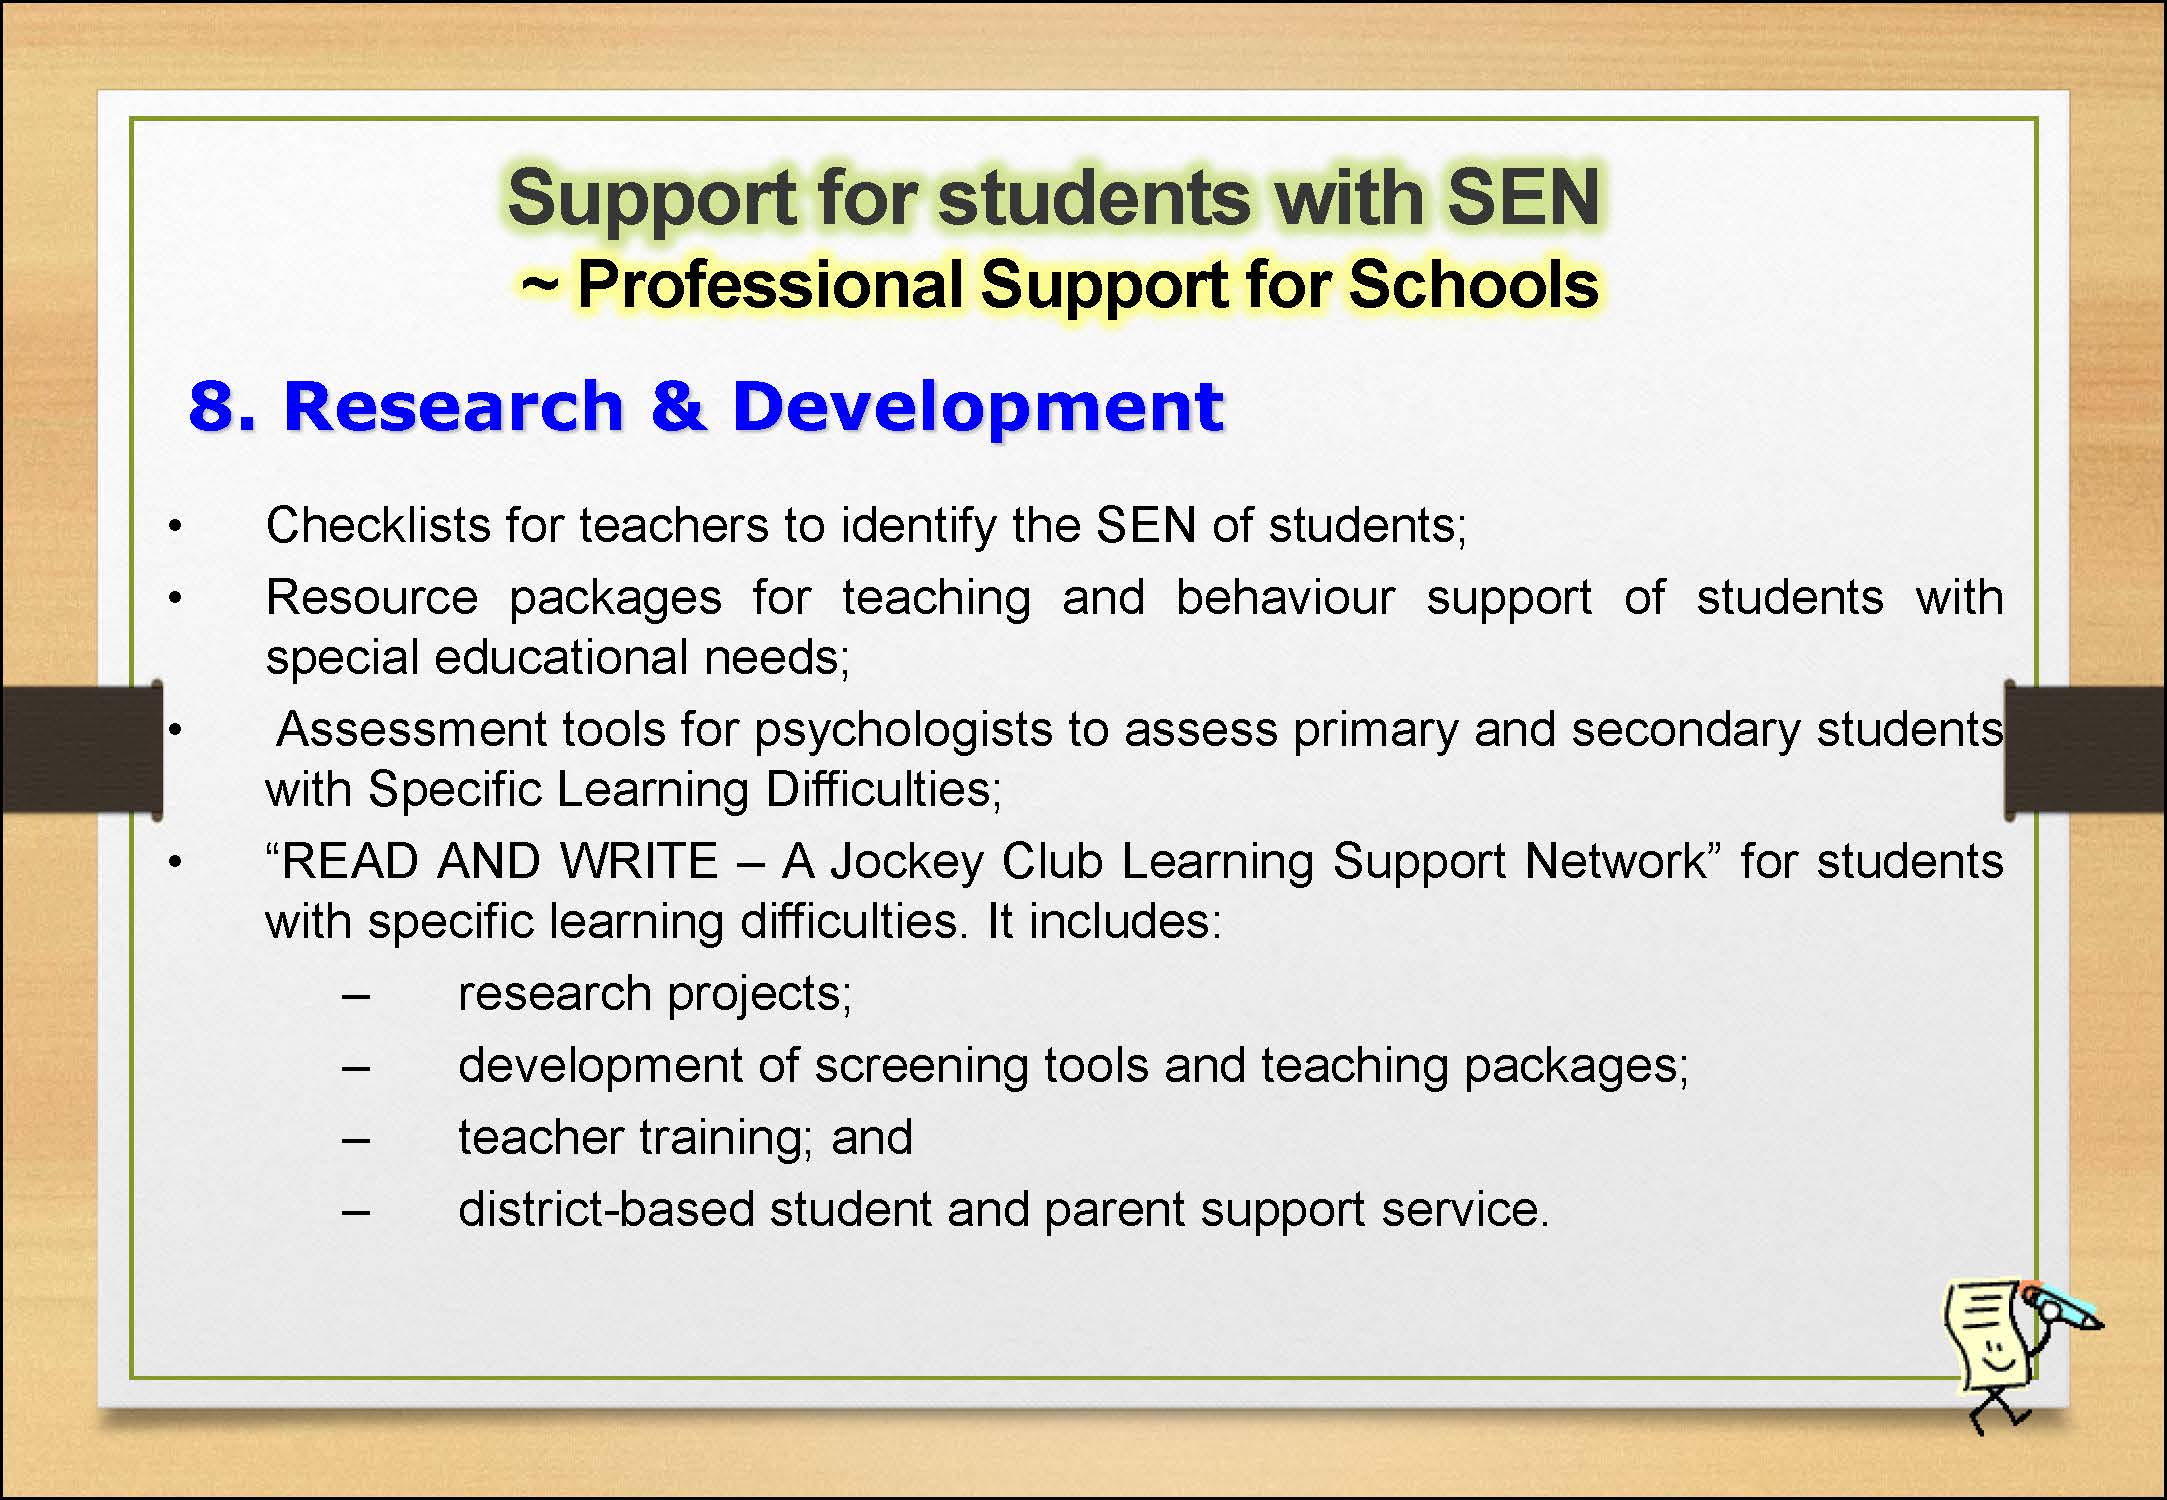 Support for students with SEN
~ Professional Support for Schools
8. Research & Development
• Checklists for teachers to identify the SEN of students;
• Resource packages for teaching and behaviour support of students with
special educational needs;
• Assessment tools for psychologists to assess primary and secondary students
with Specific Learning Difficulties;
• “READ AND WRITE – A Jockey Club Learning Support Network” for students
with specific learning difficulties. It includes:
– research projects;
– development of screening tools and teaching packages;
– teacher training; and
– district-based student and parent support service.